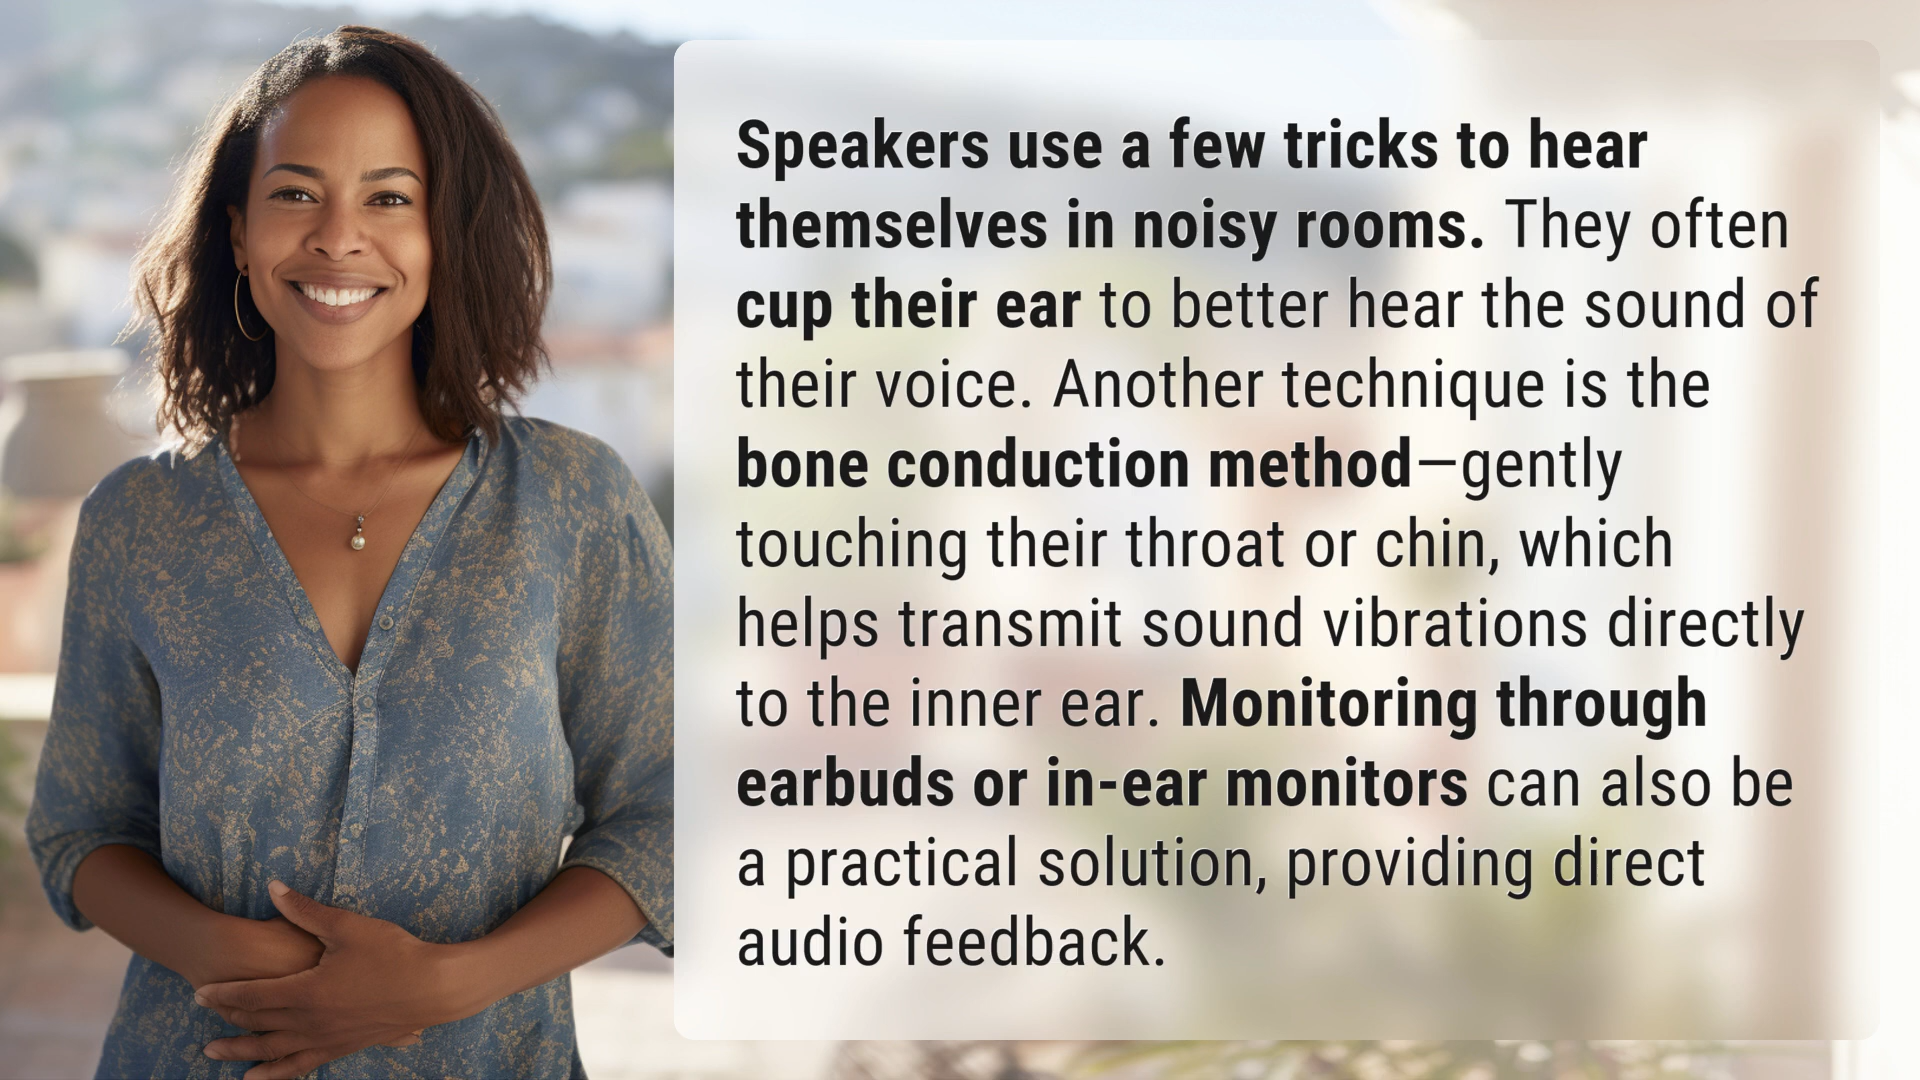 Speakers use a few tricks to hear
themselves in noisy rooms. They often
cup their ear to better hear the sound of
their voice. Another technique is the
bone conduction method—gently
touching their throat or chin, which
helps transmit sound vibrations directly
to the inner ear. Monitoring through
earbuds or in-ear monitors can also be
a practical solution, providing direct
audio feedback.